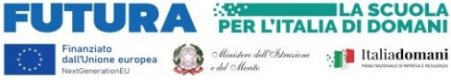 FUTURA
LA SCUOLA
PER L'ITALIA DI DOMANI
Finanziato
dall'Unione europea
NextGenerationEU
Ministero dell'Istruzione
e del Merito
Italiadomani
PIANO NAZIONALE DI RIPRESA E RESILIENZA